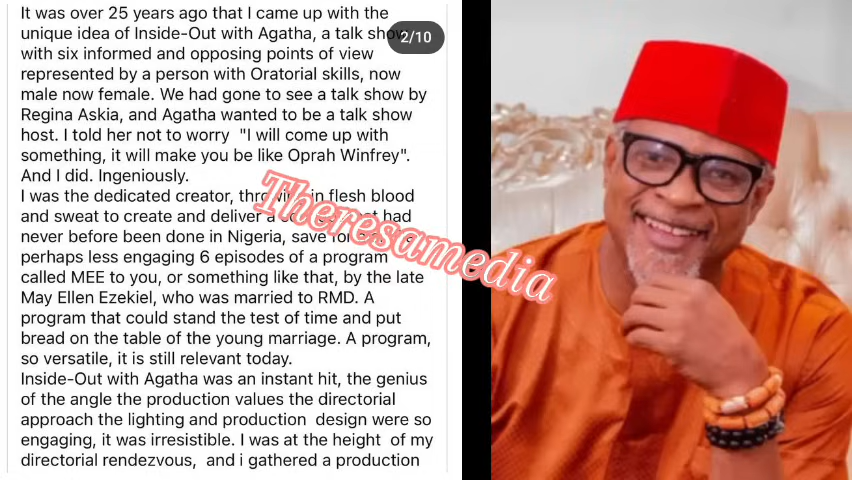 It was over 25 years ago that I came up with the
unique idea of Inside-Out with Agatha, a talk show
2/10
with six informed and opposing points of view
represented by a person with Oratorial skills, now
male now female. We had gone to see a talk show by
Regina Askia, and Agatha wanted to be a talk show
host. I told her not to worry "I will come up with
something, it will make you be like Oprah Winfrey".
And I did. Ingeniously.
I was the dedicated creator, throwing in flesh blood
and sweat to create and deliver a had
never before been done in Nigeria, save for
perhaps less engaging 6 episodes of a program
called MEE to you, or something like that, by the late
May Ellen Ezekiel, who was married to RMD. A
program that could stand the test of time and put
bread on the table of the young marriage. A program,
so versatile, it is still relevant today.
Inside-Out with Agatha was an instant hit, the genius
of the angle the production values the directorial
approach the lighting and production design were so
engaging, it was irresistible. I was at the height of my
directorial rendezvous, and i gathered a production
Theresamedia